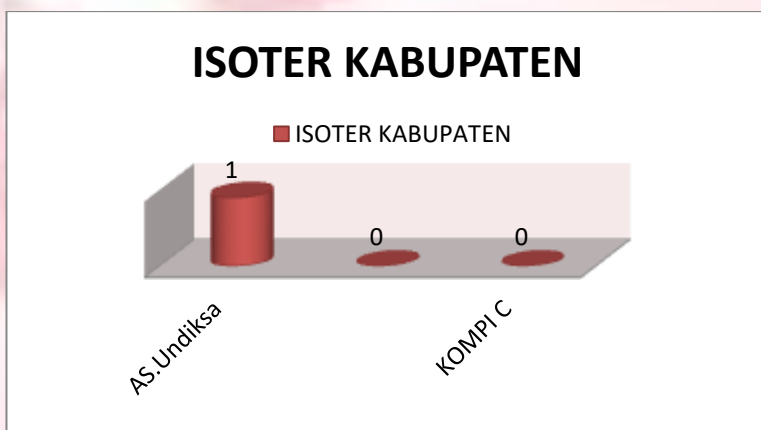 ISOTER KABUPATEN
ISOTER KABUPATEN
1
0
0
AS.Undiksa
KOMPI C